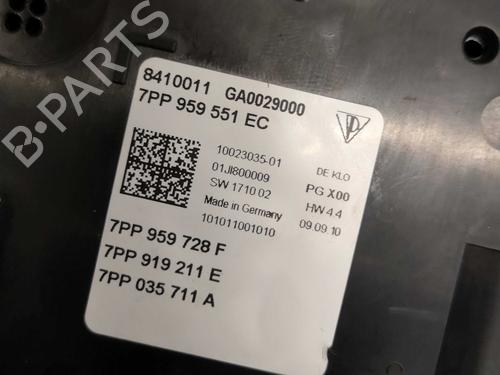 8410011 GA0029000
7PP 959 551 EC
10023035-01
01JI800009
SW 1710 02
Made in Germany
101011001010
DE KLO
PG X00
HW 4.4
09.09.10
7PP 959 728 F
7PP 919 211 E
7PP 035 711 A
B-PARTS